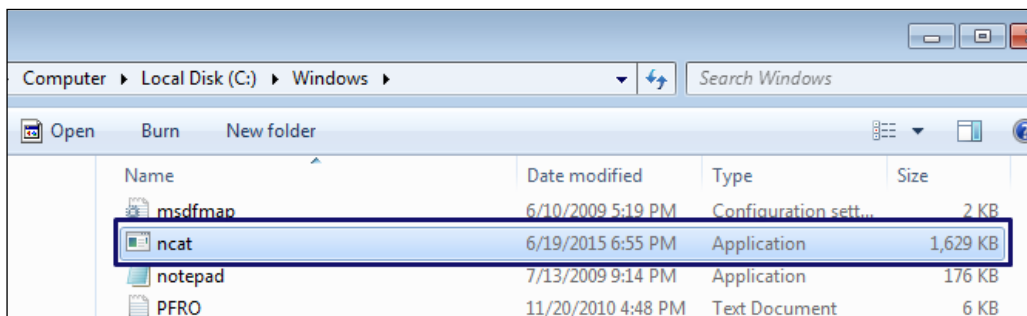 Computer Local Disk (C:) Windows Search Windows
Open Burn New folder
Name Date modified Type Size
msdfmap 6/10/2009 5:19 PM Configuration sett... 2 KB
ncat 6/19/2015 6:55 PM Application 1,629 KB
notepad 7/13/2009 9:14 PM Application 176 KB
PFRO 11/20/2010 4:48 PM Text Document 6 KB